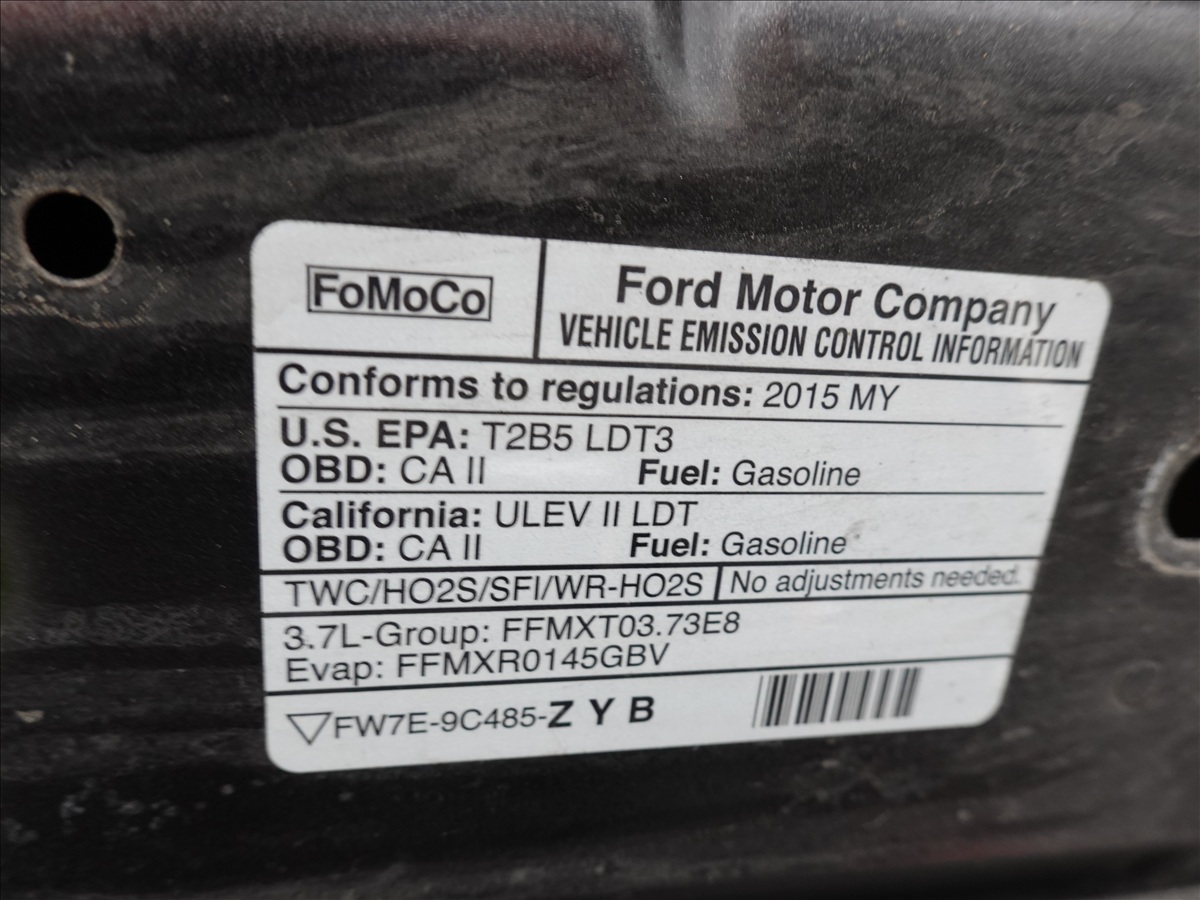 FoMoCo
Ford Motor Company
VEHICLE EMISSION CONTROL INFORMATION
Conforms to regulations: 2015 MY
U.S. EPA: T2B5 LDT3
OBD: CA II Fuel: Gasoline
California: ULEV II LDT
OBD: CA II Fuel: Gasoline
TWC/HO2S/SFI/WR-HO2S No adjustments needed.
3.7L-Group: FFMXT03.73E8
Evap: FFMXR0145GBV
FW7E-9C485-Z Y B